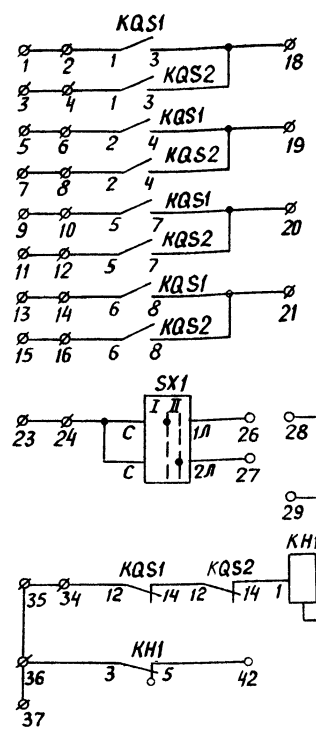 KQS1
1 2 1 3 18
KQS2
3 4 1 3
KQS1
5 6 2 4 19
KQS2
7 8 2 4
KQS1
9 10 5 7 20
KQS2
11 12 5 7
KQS1
13 14 6 8 21
KQS2
15 16 6 8
SX1
I II
23 24 С 1Л 26 28
С 2Л 27
29
KH1
KQS1 KQS2
35 34 12 14 12 14 1
KH1
36 3 5 42
37